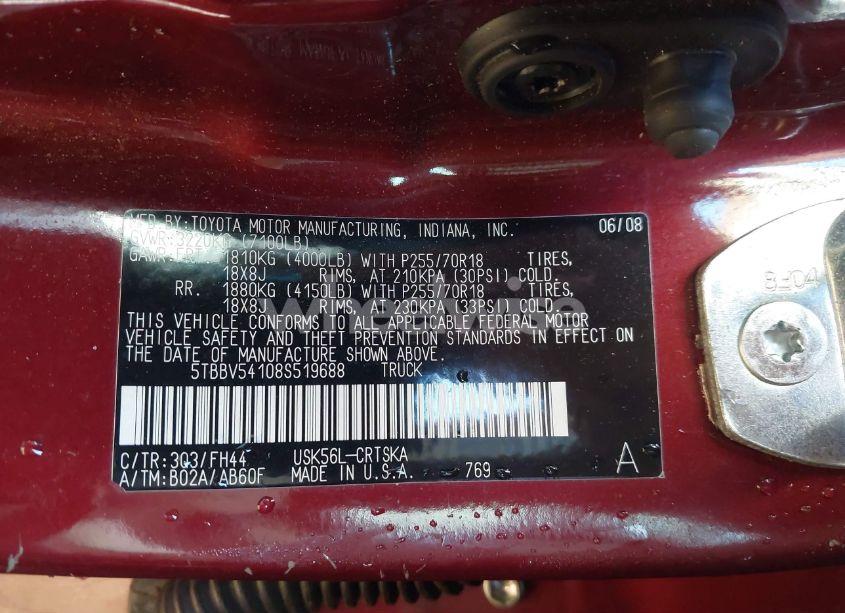 MFD.BY:TOYOTA MOTOR MANUFACTURING, INDIANA, INC. 06/08
GVWR:3220KG (7100LB)
GAWR:FRT. 1810KG (4000LB) WITH P255/70R18 TIRES,
18X8J RIMS, AT 210KPA (30PSI) COLD.
RR. 1880KG (4150LB) WITH P255/70R18 TIRES,
18X8J RIMS, AT 230KPA (33PSI) COLD.
THIS VEHICLE CONFORMS TO ALL APPLICABLE FEDERAL MOTOR
VEHICLE SAFETY AND THEFT PREVENTION STANDARDS IN EFFECT ON
THE DATE OF MANUFACTURE SHOWN ABOVE.
5TBBV54108S519688 TRUCK
C/TR:3Q3/FH44 USK56L-CRTSKA
A/TM:B02A/AB60F MADE IN U.S.A. 769 A